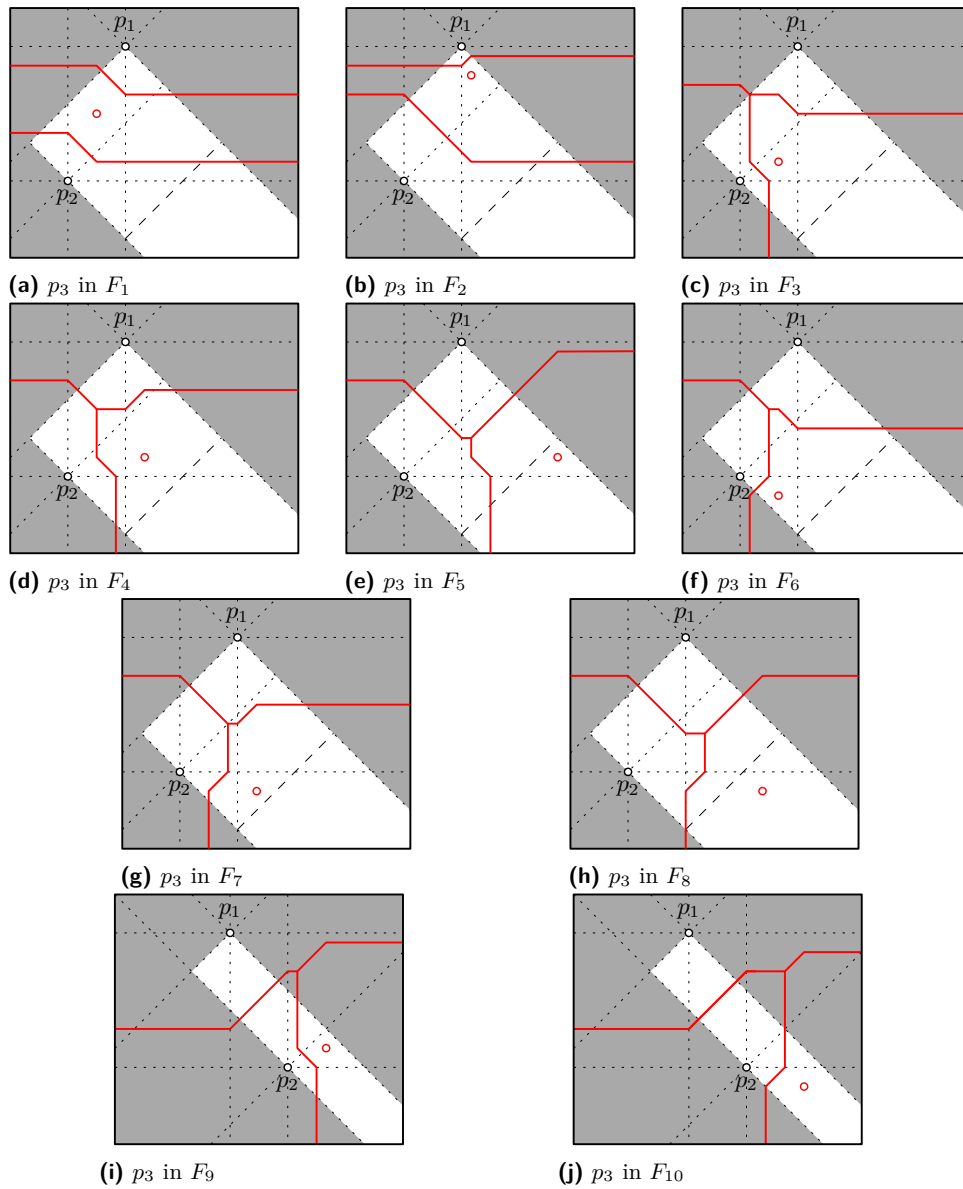 p₁ p₁ p₁
p₂ p₂ p₂
(a) p₃ in F₁ (b) p₃ in F₂ (c) p₃ in F₃
p₁ p₁ p₁
p₂ p₂ p₂
(d) p₃ in F₄ (e) p₃ in F₅ (f) p₃ in F₆
p₁ p₁
p₂ p₂
(g) p₃ in F₇ (h) p₃ in F₈
p₁ p₁
p₂ p₂
(i) p₃ in F₉ (j) p₃ in F₁₀